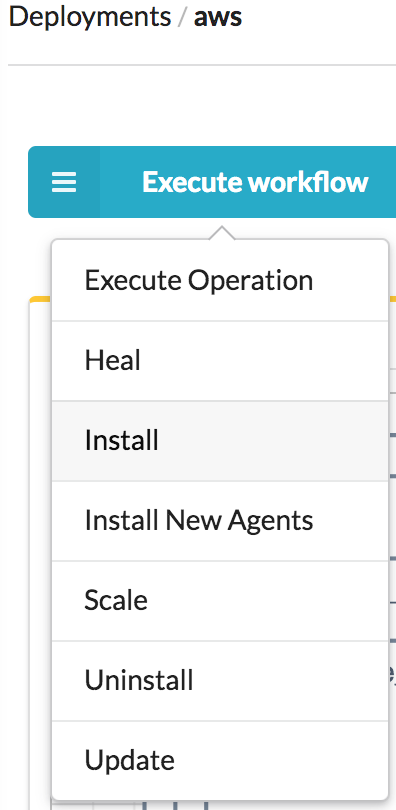 Deployments / aws
Execute workflow
Execute Operation
Heal
Install
Install New Agents
Scale
Uninstall
Update